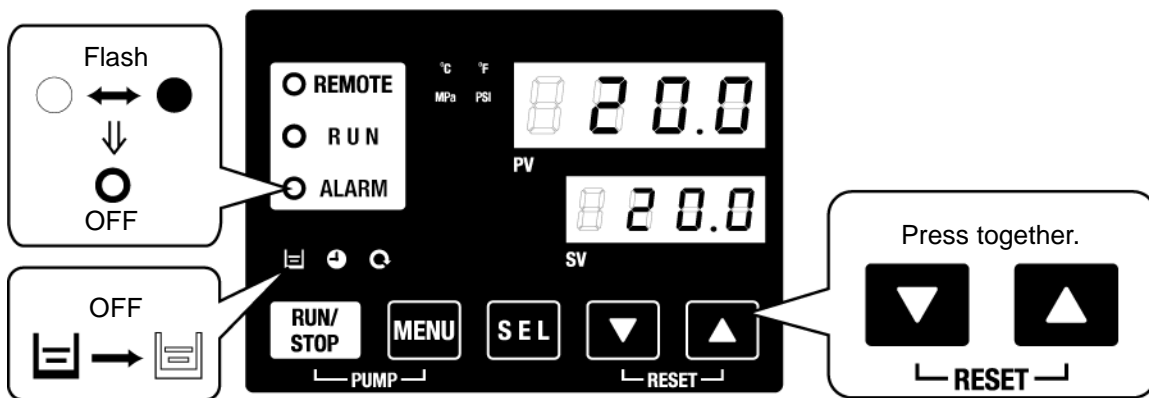 Flash
OFF
OFF
REMOTE
RUN
ALARM
°C °F
MPa PSI
20.0
PV
20.0
SV
RUN/
STOP
MENU
SEL
PUMP
RESET
Press together.
RESET